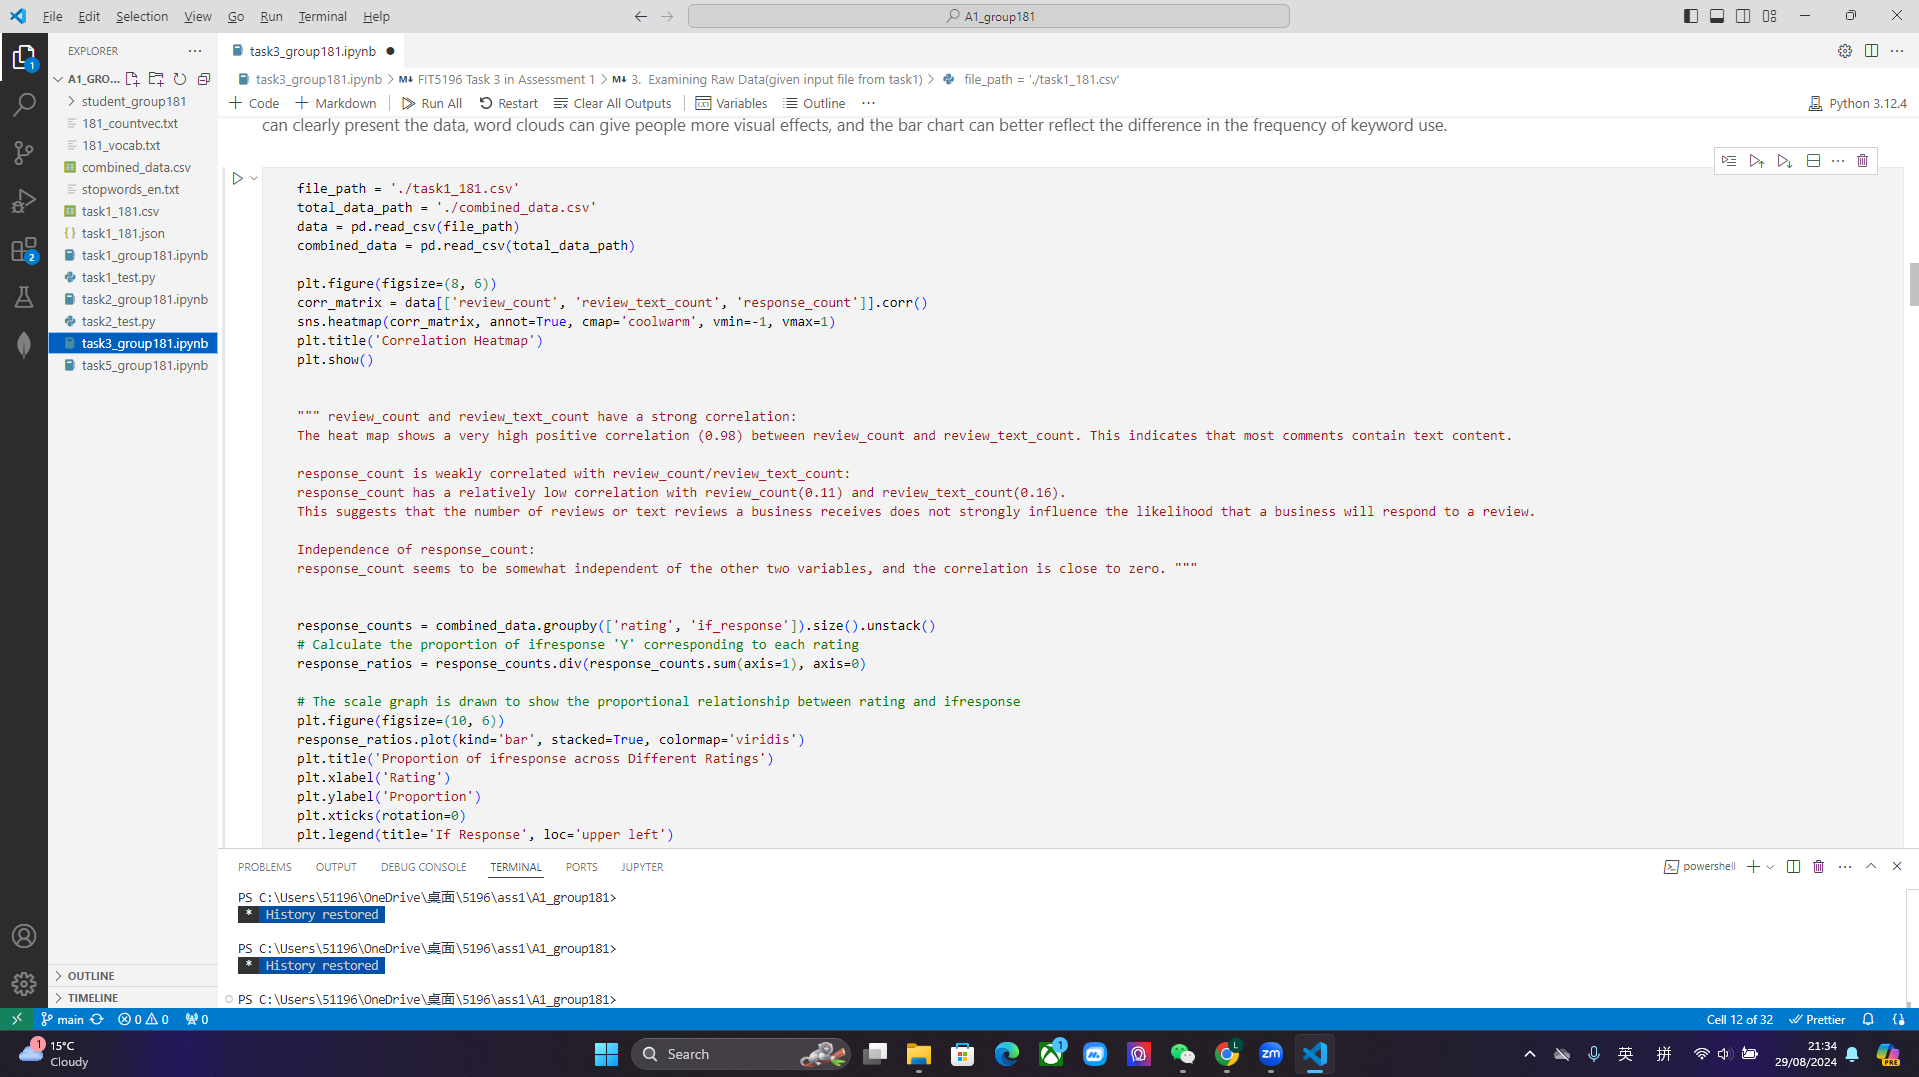 File Edit Selection View Go Run Terminal Help
A1_group181
EXPLORER
1
A1_GRO...
student_group181
181_countvec.txt
181_vocab.txt
combined_data.csv
stopwords_en.txt
task1_181.csv
task1_181.json
task1_group181.ipynb
task1_test.py
task2_group181.ipynb
task2_test.py
task3_group181.ipynb
task5_group181.ipynb
2
OUTLINE
TIMELINE
task3_group181.ipynb
task3_group181.ipynb > FIT5196 Task 3 in Assessment 1 > 3. Examining Raw Data(given input file from task1) > file_path = './task1_181.csv'
Code Markdown Run All Restart Clear All Outputs Variables Outline ... Python 3.12.4
can clearly present the data, word clouds can give people more visual effects, and the bar chart can better reflect the difference in the frequency of keyword use.
file_path = './task1_181.csv'
total_data_path = './combined_data.csv'
data = pd.read_csv(file_path)
combined_data = pd.read_csv(total_data_path)
plt.figure(figsize=(8, 6))
corr_matrix = data[['review_count', 'review_text_count', 'response_count']].corr()
sns.heatmap(corr_matrix, annot=True, cmap='coolwarm', vmin=-1, vmax=1)
plt.title('Correlation Heatmap')
plt.show()
""" review_count and review_text_count have a strong correlation:
The heat map shows a very high positive correlation (0.98) between review_count and review_text_count. This indicates that most comments contain text content.
response_count is weakly correlated with review_count/review_text_count:
response_count has a relatively low correlation with review_count(0.11) and review_text_count(0.16).
This suggests that the number of reviews or text reviews a business receives does not strongly influence the likelihood that a business will respond to a review.
Independence of response_count:
response_count seems to be somewhat independent of the other two variables, and the correlation is close to zero. """
response_counts = combined_data.groupby(['rating', 'if_response']).size().unstack()
# Calculate the proportion of ifresponse 'Y' corresponding to each rating
response_ratios = response_counts.div(response_counts.sum(axis=1), axis=0)
# The scale graph is drawn to show the proportional relationship between rating and ifresponse
plt.figure(figsize=(10, 6))
response_ratios.plot(kind='bar', stacked=True, colormap='viridis')
plt.title('Proportion of ifresponse across Different Ratings')
plt.xlabel('Rating')
plt.ylabel('Proportion')
plt.xticks(rotation=0)
plt.legend(title='If Response', loc='upper left')
PROBLEMS OUTPUT DEBUG CONSOLE TERMINAL PORTS JUPYTER powershell
PS C:\Users\51196\OneDrive\桌面\5196\ass1\A1_group181>
* History restored
PS C:\Users\51196\OneDrive\桌面\5196\ass1\A1_group181>
* History restored
PS C:\Users\51196\OneDrive\桌面\5196\ass1\A1_group181>
main 0 0 0 Cell 12 of 32 Prettier
1 15°C
Cloudy
Search
1
L
zm
英 拼
21:34
29/08/2024
PRE